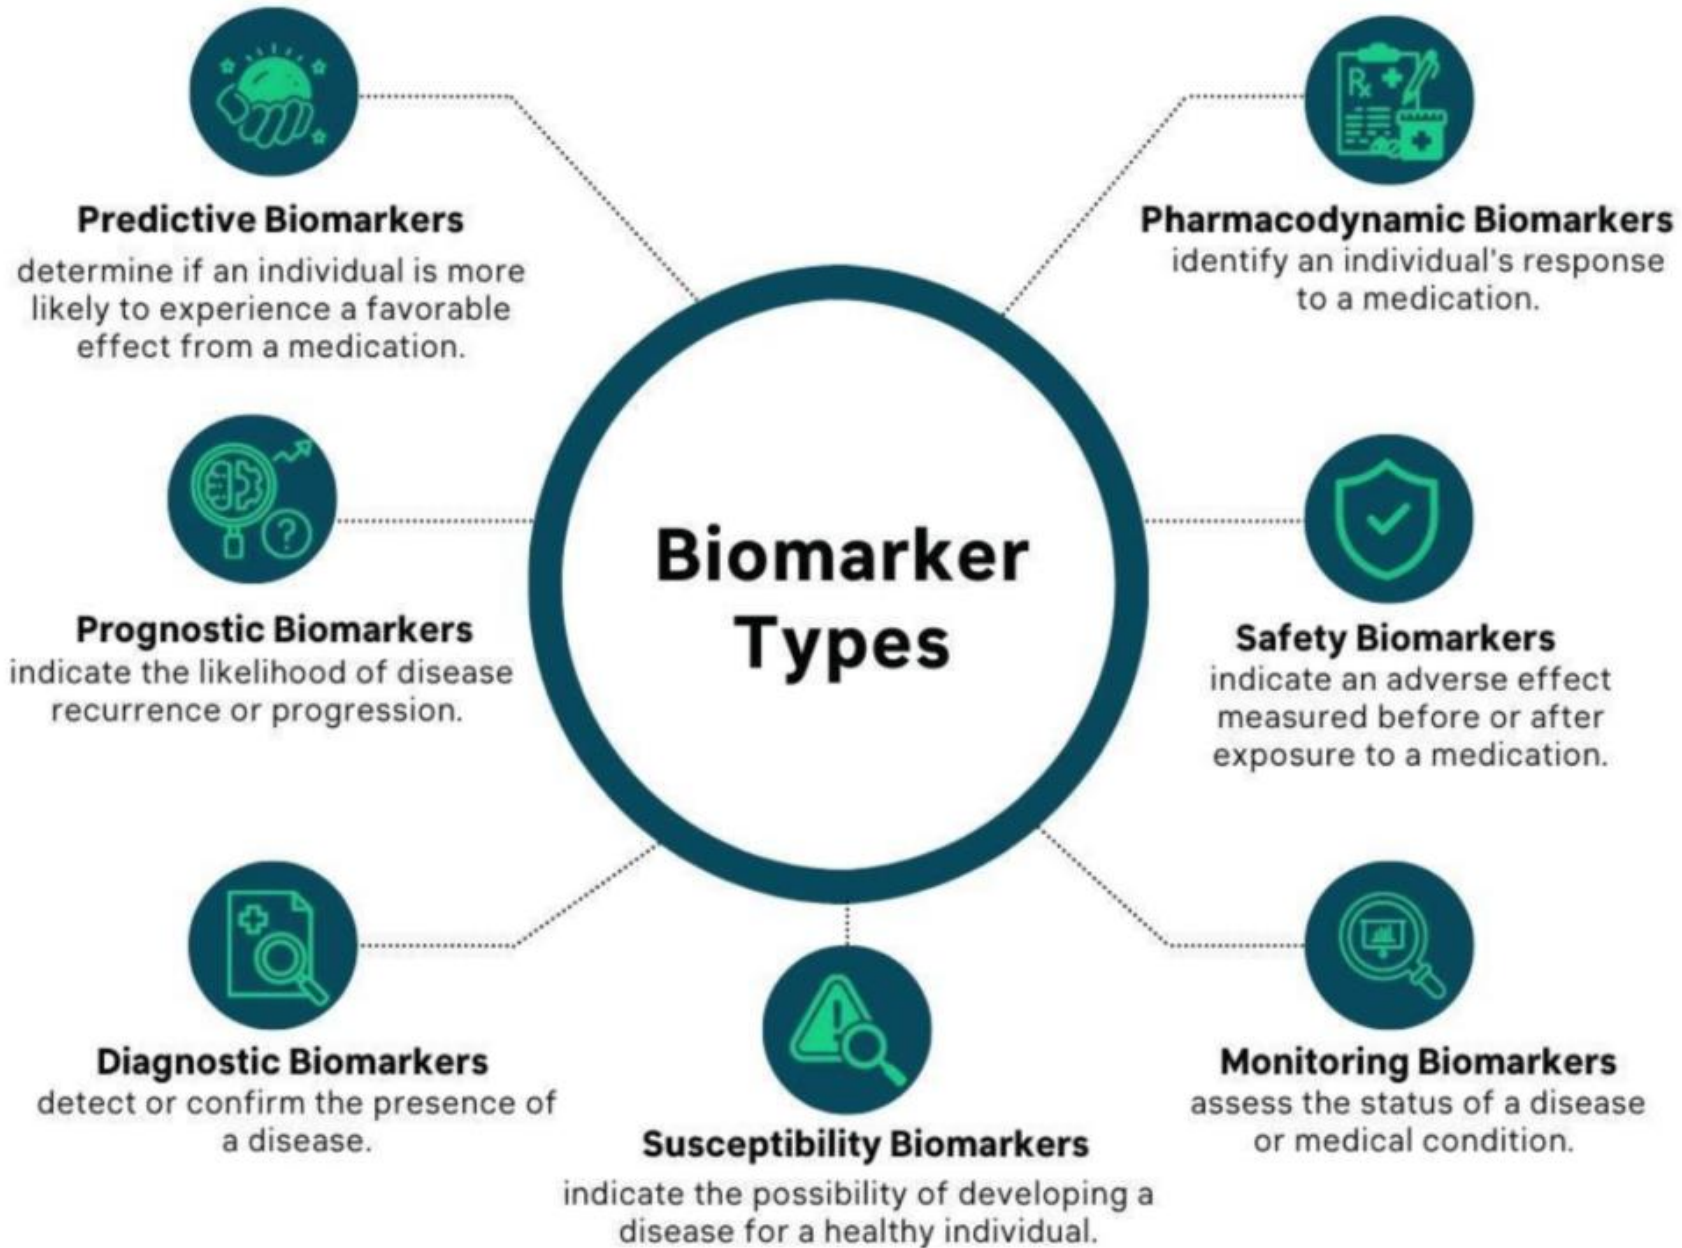 Predictive Biomarkers
determine if an individual is more
likely to experience a favorable
effect from a medication.
Pharmacodynamic Biomarkers
identify an individual's response
to a medication.
Rx
Prognostic Biomarkers
indicate the likelihood of disease
recurrence or progression.
?
Biomarker
Types
Safety Biomarkers
indicate an adverse effect
measured before or after
exposure to a medication.
Diagnostic Biomarkers
detect or confirm the presence of
a disease.
Susceptibility Biomarkers
indicate the possibility of developing a
disease for a healthy individual.
Monitoring Biomarkers
assess the status of a disease
or medical condition.